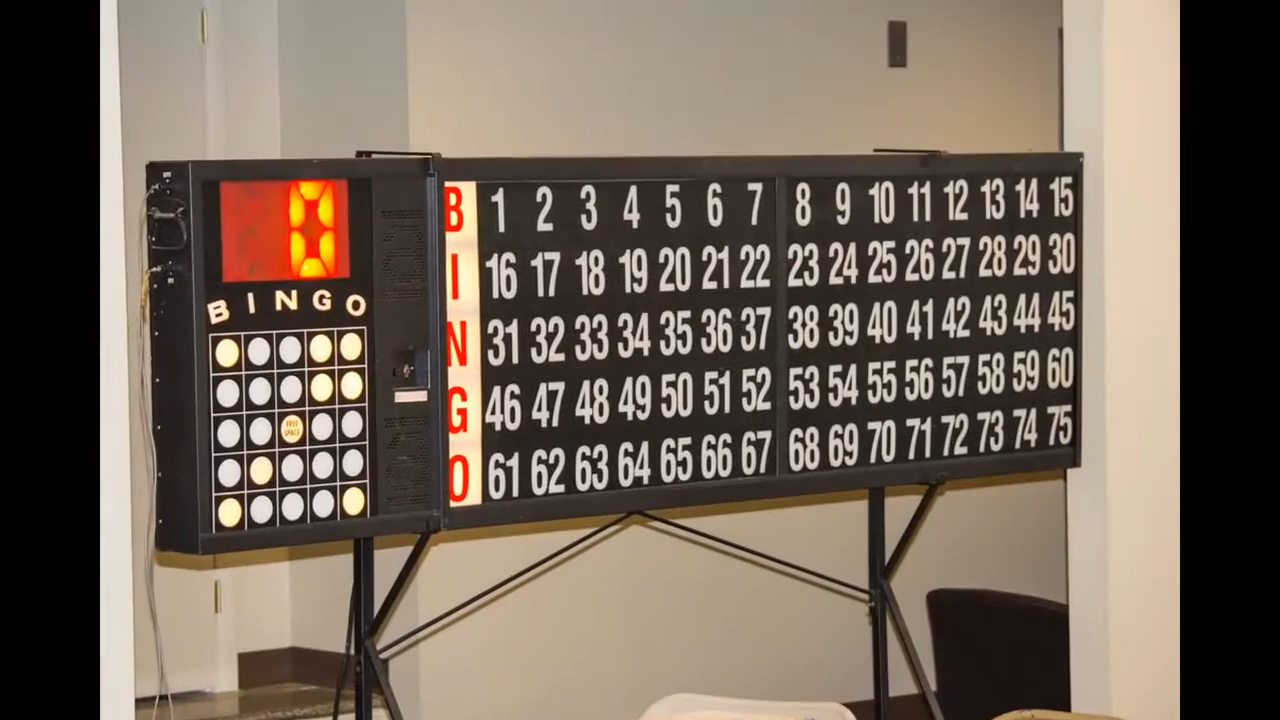 0
B I N G O
FREE
SPACE
B 1 2 3 4 5 6 7 8 9 10 11 12 13 14 15
I 16 17 18 19 20 21 22 23 24 25 26 27 28 29 30
N 31 32 33 34 35 36 37 38 39 40 41 42 43 44 45
G 46 47 48 49 50 51 52 53 54 55 56 57 58 59 60
O 61 62 63 64 65 66 67 68 69 70 71 72 73 74 75